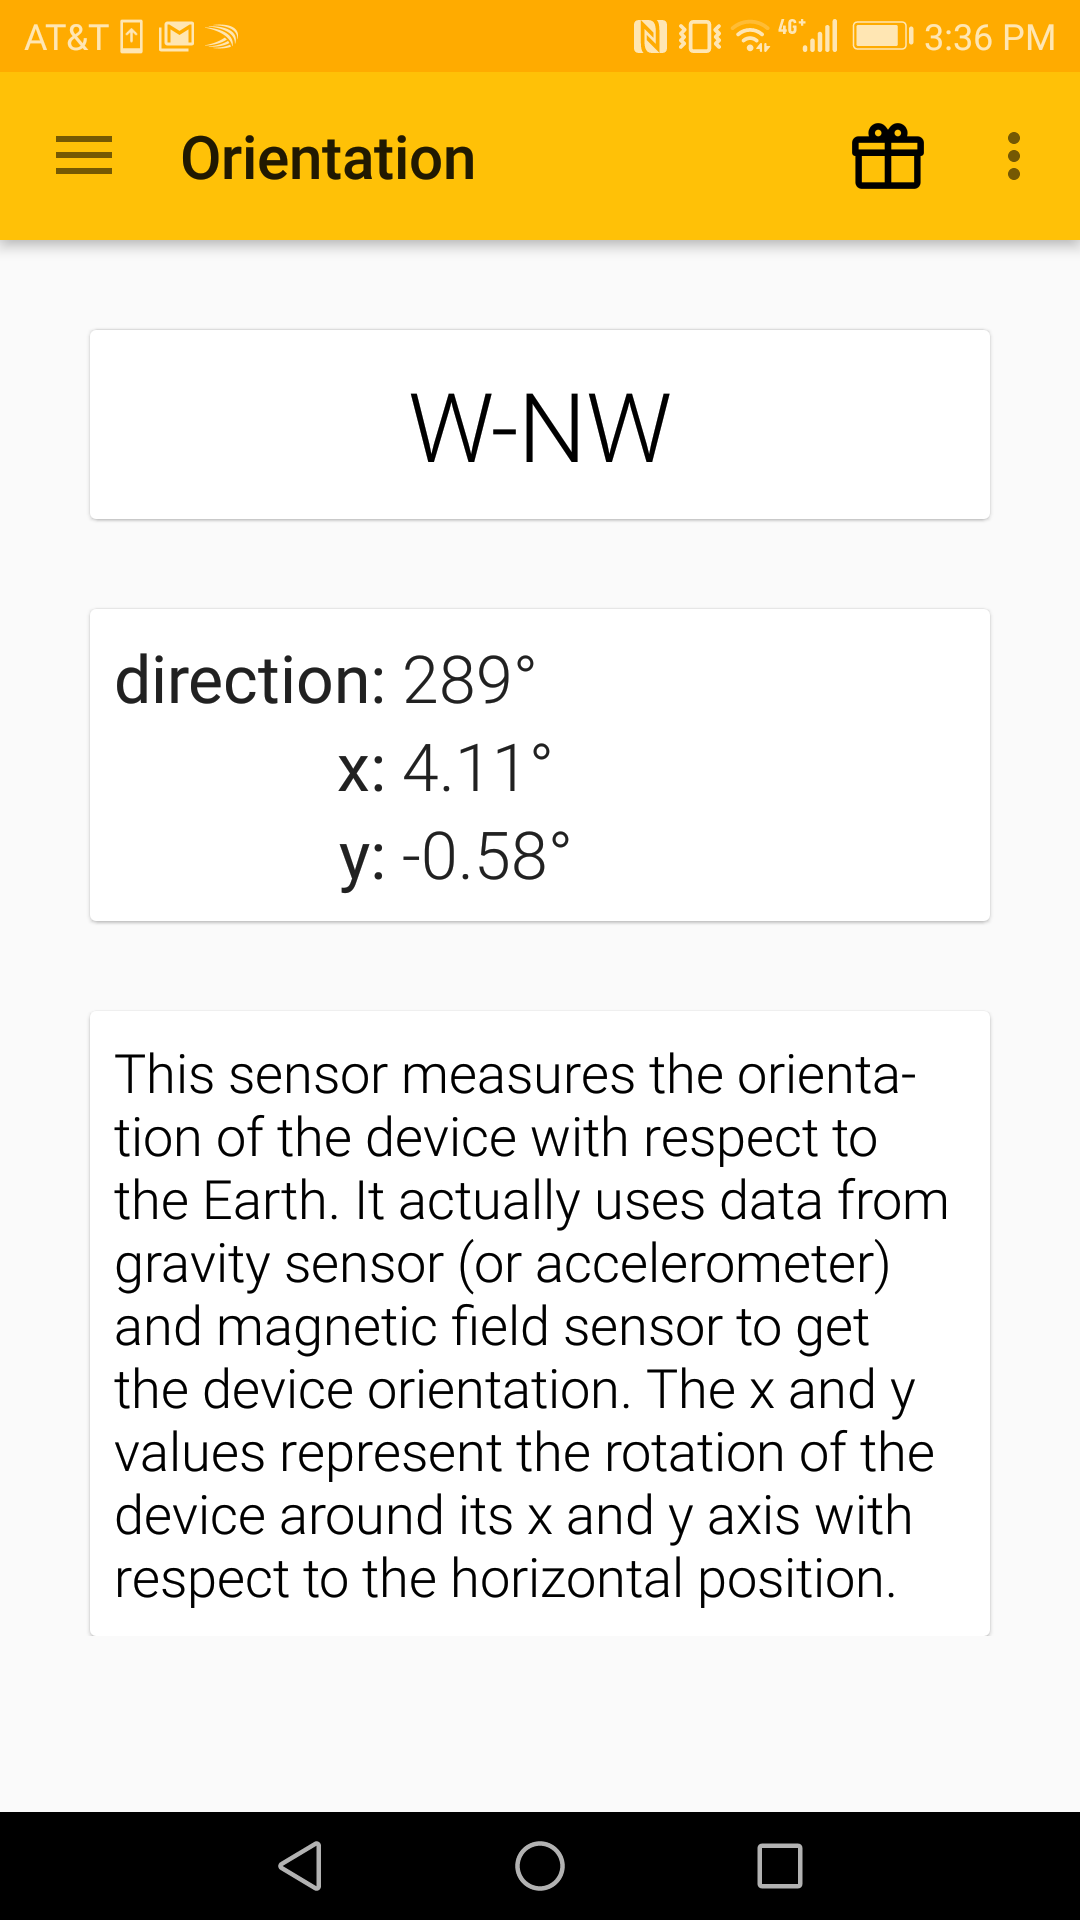 AT&T 4G+ 3:36 PM
Orientation
W-NW
direction: 289°
x: 4.11°
y: -0.58°
This sensor measures the orienta-
tion of the device with respect to
the Earth. It actually uses data from
gravity sensor (or accelerometer)
and magnetic field sensor to get
the device orientation. The x and y
values represent the rotation of the
device around its x and y axis with
respect to the horizontal position.